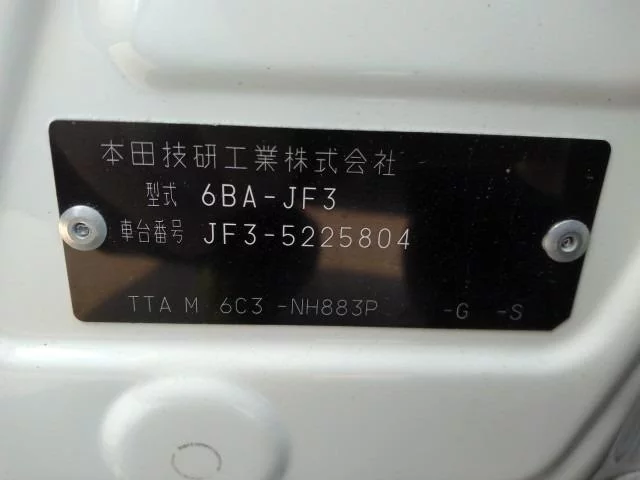 本田技研工業株式会社
型式 6BA-JF3
車台番号 JF3-5225804
TTA M 6C3 -NH883P -G -S